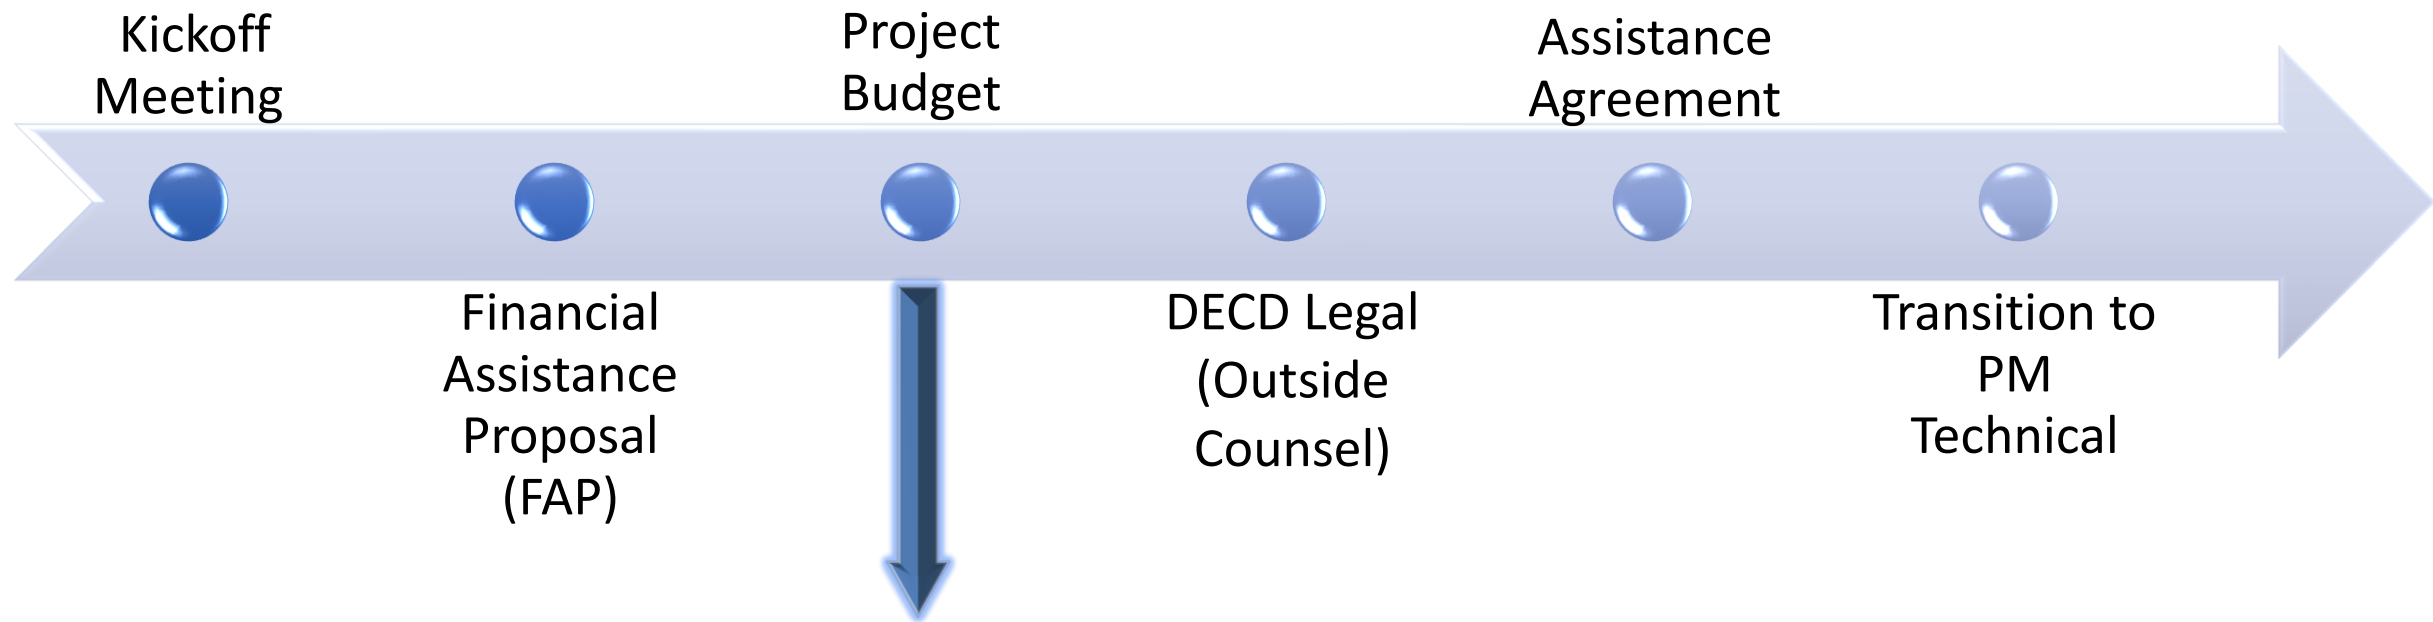 Kickoff
Meeting
Financial
Assistance
Proposal
(FAP)
Project
Budget
DECD Legal
(Outside
Counsel)
Assistance
Agreement
Transition to
PM
Technical